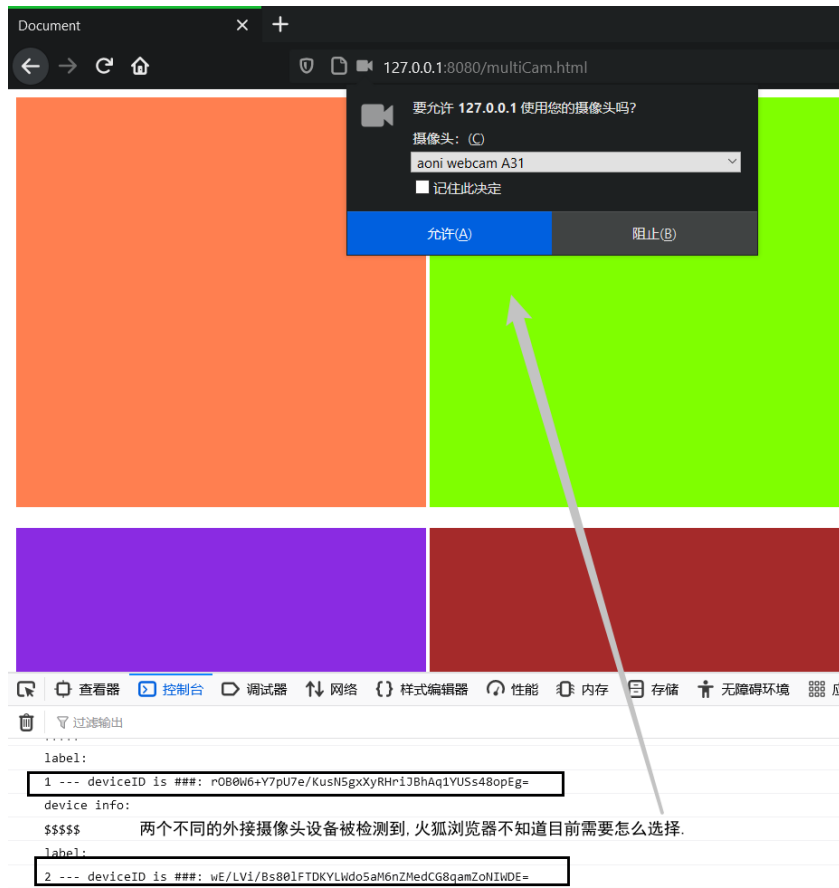 Document
127.0.0.1:8080/multiCam.html
要允许 127.0.0.1 使用您的摄像头吗?
摄像头: (C)
aoni webcam A31
记住此决定
允许(A)
阻止(B)
查看器 控制台 调试器 网络 {} 样式编辑器 性能 内存 存储 无障碍环境
过滤输出
label:
1 --- deviceID is ###: rOB0W6+Y7pU7e/KusN5gxXyRHriJBhAq1YUSs48opEg=
device info:
$$$$$
两个不同的外接摄像头设备被检测到,火狐浏览器不知道目前需要怎么选择.
label:
2 --- deviceID is ###: wE/LVi/Bs80lFTDKYLWdo5aM6nZMedCG8qamZoNIWDE=